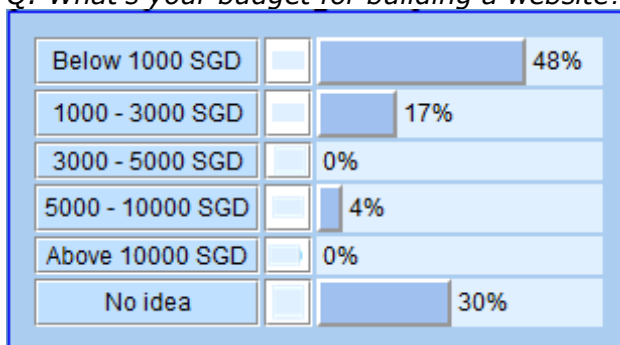 Q: What's your budget for building a website?
Below 1000 SGD 48%
1000 - 3000 SGD 17%
3000 - 5000 SGD 0%
5000 - 10000 SGD 4%
Above 10000 SGD 0%
No idea 30%